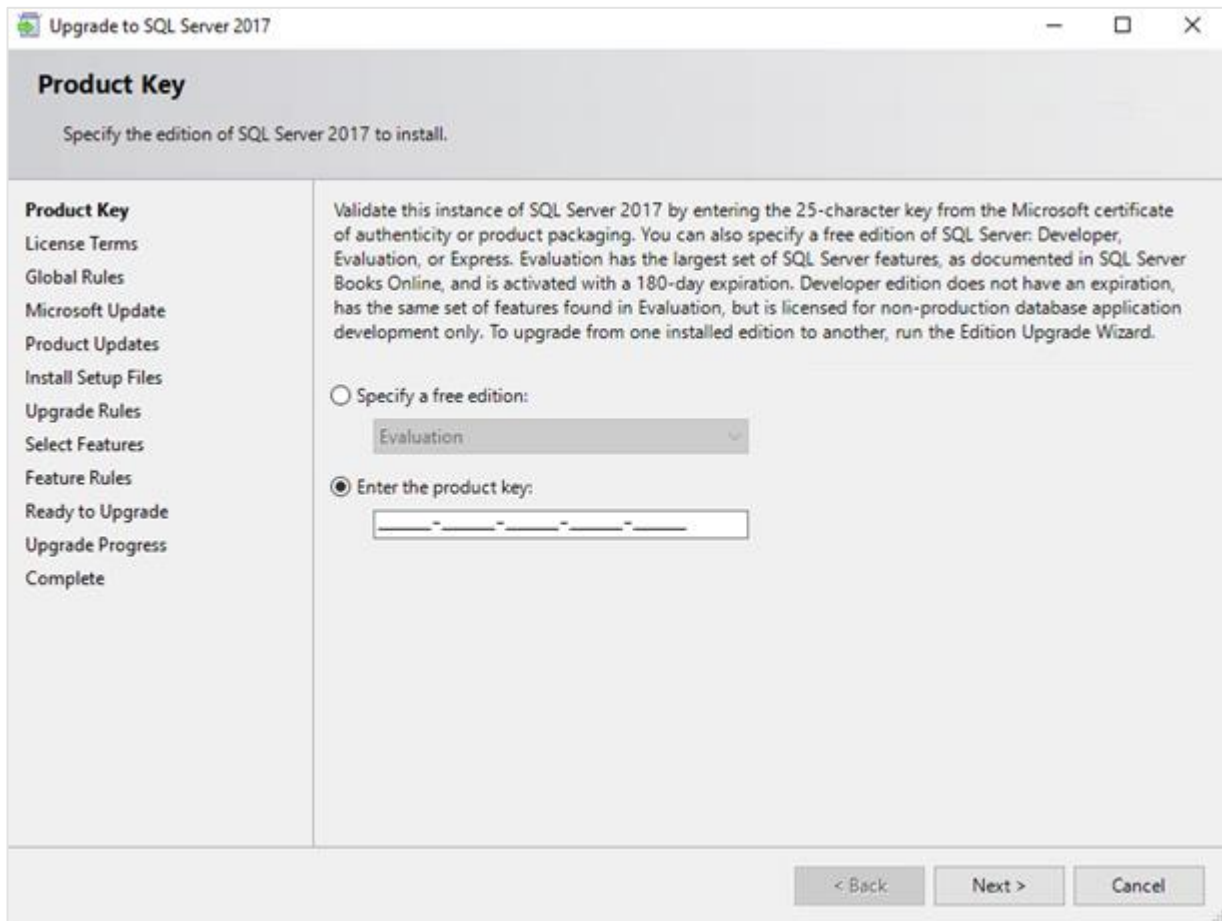 Upgrade to SQL Server 2017
Product Key
Specify the edition of SQL Server 2017 to install.
Product Key
License Terms
Global Rules
Microsoft Update
Product Updates
Install Setup Files
Upgrade Rules
Select Features
Feature Rules
Ready to Upgrade
Upgrade Progress
Complete
Validate this instance of SQL Server 2017 by entering the 25-character key from the Microsoft certificate
of authenticity or product packaging. You can also specify a free edition of SQL Server: Developer,
Evaluation, or Express. Evaluation has the largest set of SQL Server features, as documented in SQL Server
Books Online, and is activated with a 180-day expiration. Developer edition does not have an expiration,
has the same set of features found in Evaluation, but is licensed for non-production database application
development only. To upgrade from one installed edition to another, run the Edition Upgrade Wizard.
Specify a free edition:
Evaluation
Enter the product key:
_____-_____-_____-_____-_____
< Back
Next >
Cancel